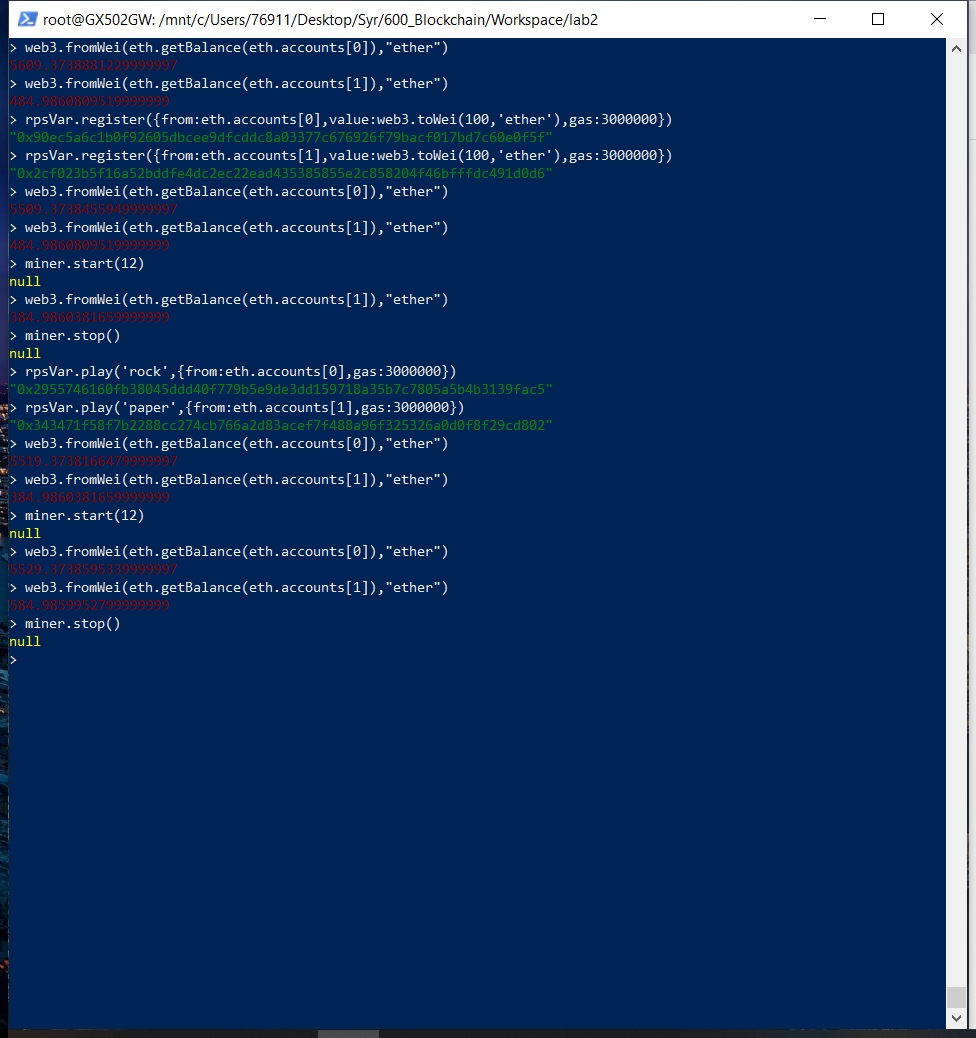 root@GX502GW: /mnt/c/Users/76911/Desktop/Syr/600_Blockchain/Workspace/lab2
> web3.fromWei(eth.getBalance(eth.accounts[0]),"ether")
5609.3738881229999997
> web3.fromWei(eth.getBalance(eth.accounts[1]),"ether")
484.9860809519999999
> rpsVar.register({from:eth.accounts[0],value:web3.toWei(100,'ether'),gas:3000000})
"0x90ec5a6c1b0f92605dbcee9dfcddc8a03377c676926f79bacf017bd7c60e0f5f"
> rpsVar.register({from:eth.accounts[1],value:web3.toWei(100,'ether'),gas:3000000})
"0x2cf023b5f16a52bddfe4dc2ec22ead435385855e2c858204f46bfffdc491d0d6"
> web3.fromWei(eth.getBalance(eth.accounts[0]),"ether")
5509.3738455949999997
> web3.fromWei(eth.getBalance(eth.accounts[1]),"ether")
484.9860809519999999
> miner.start(12)
null
> web3.fromWei(eth.getBalance(eth.accounts[1]),"ether")
384.9860381659999999
> miner.stop()
null
> rpsVar.play('rock',{from:eth.accounts[0],gas:3000000})
"0x2955746160fb38045ddd40f779b5e9de3dd159718a35b7c7805a5b4b3139fac5"
> rpsVar.play('paper',{from:eth.accounts[1],gas:3000000})
"0x343471f58f7b2288cc274cb766a2d83acef7f488a96f325326a0d0f8f29cd802"
> web3.fromWei(eth.getBalance(eth.accounts[0]),"ether")
5519.3738166479999997
> web3.fromWei(eth.getBalance(eth.accounts[1]),"ether")
384.9860381659999999
> miner.start(12)
null
> web3.fromWei(eth.getBalance(eth.accounts[0]),"ether")
5529.3738595339999997
> web3.fromWei(eth.getBalance(eth.accounts[1]),"ether")
584.9859952799999999
> miner.stop()
null
>